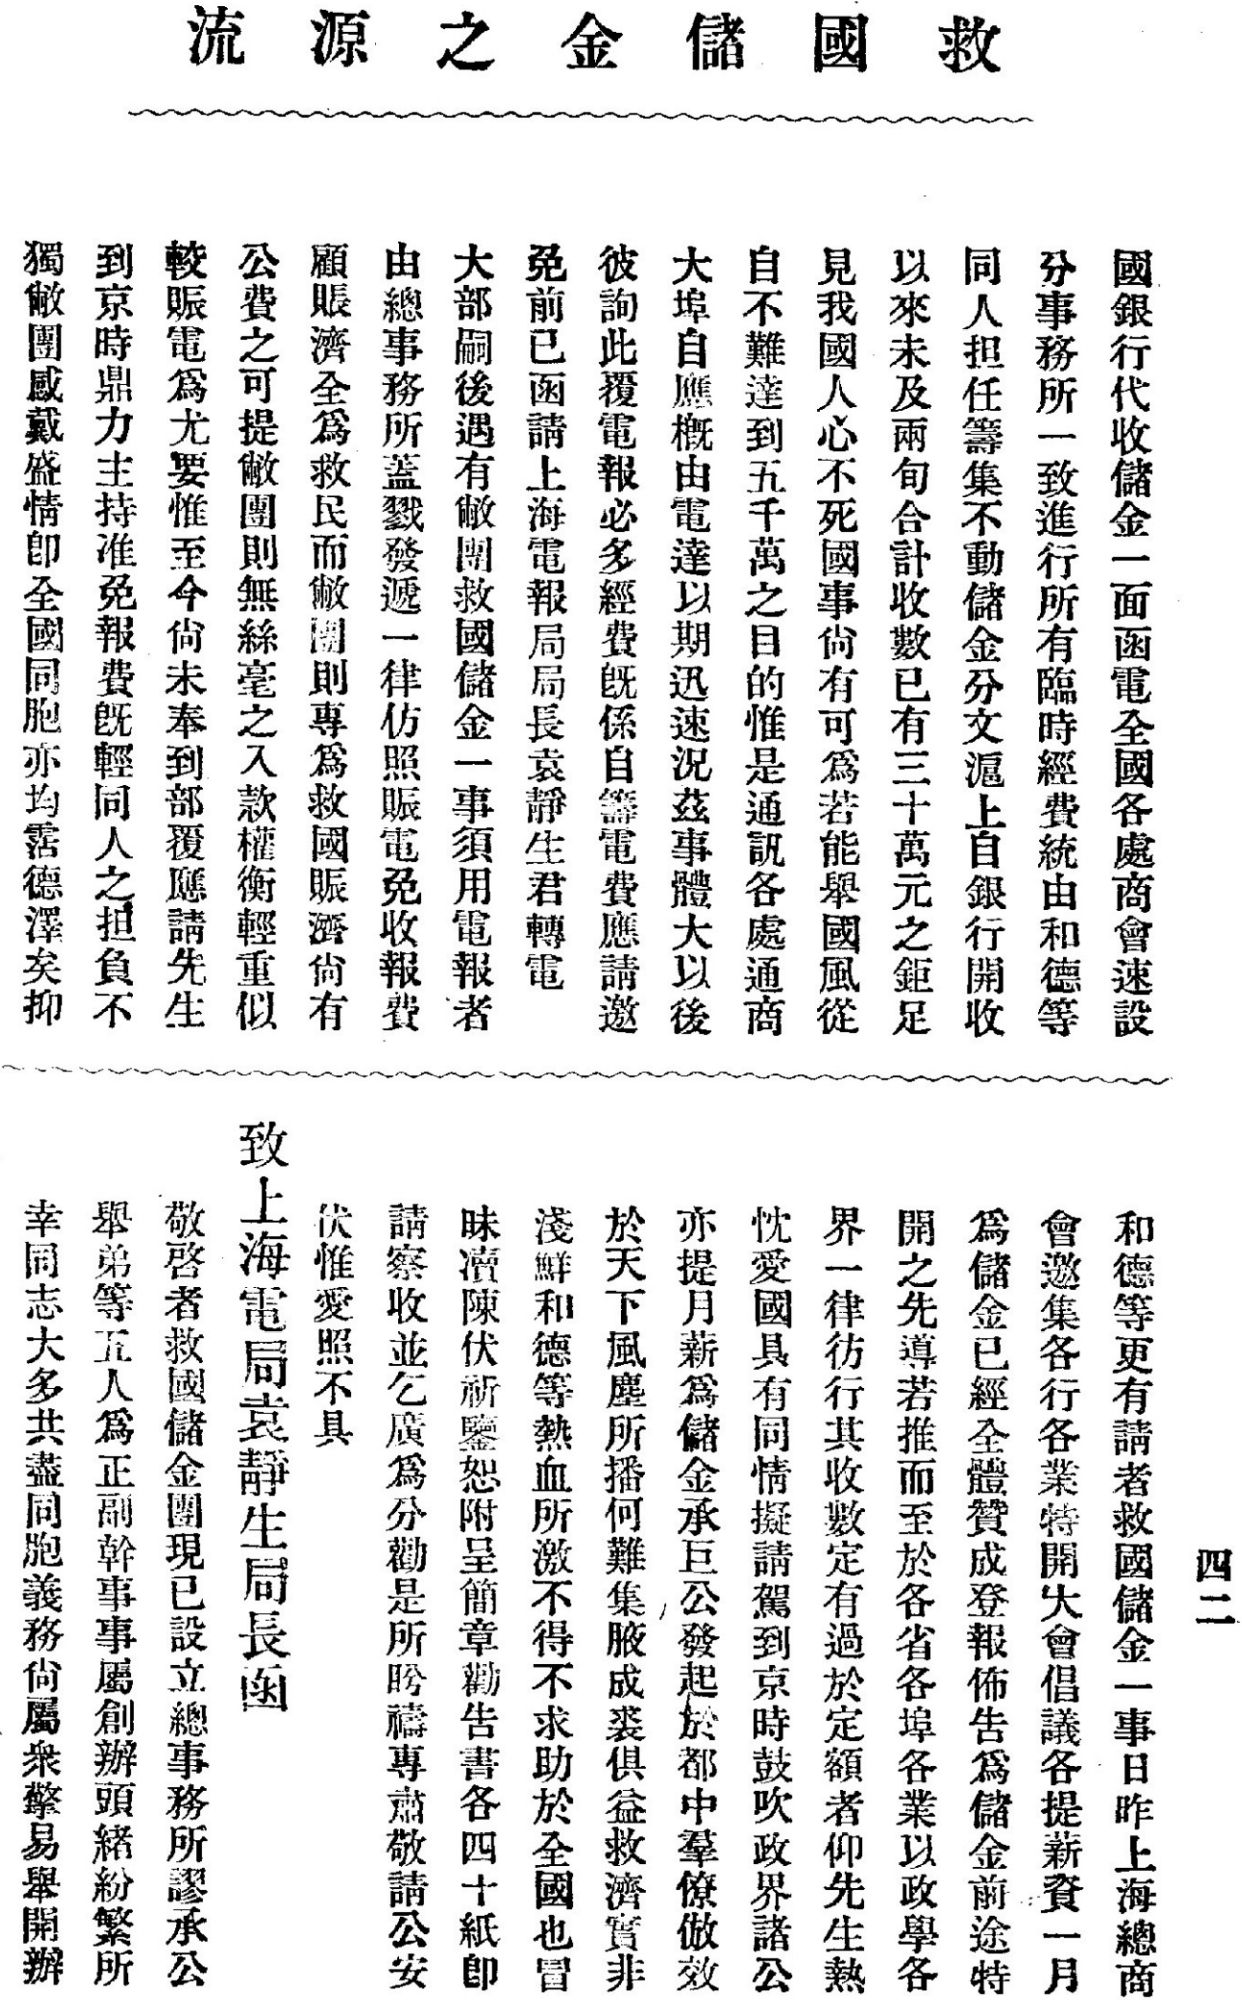 救國儲金之源流
國銀行代收儲金一面函電全國各處商會速設
分事務所一致進行所有臨時經費統由和德等
同人担任籌集不動儲金分文滬上自銀行開收
以來未及兩旬合計收數已有三十萬元之鉅足
見我國人心不死國事尙有可爲若能舉國風從
自不難達到五千萬之目的惟是通訊各處通商
大埠自應概由電達以期迅速況茲事體大以後
彼詢此覆電報必多經費旣係自籌電費應請邀
免前已函請上海電報局局長袁靜生君轉電
大部嗣後遇有敝團救國儲金一事須用電報者
由總事務所蓋戳發遞一律仿照賑電免收報費
顧賬濟全爲救民而敝團則專爲救國賑濟尙有
公費之可提敝團則無絲毫之入款權衡輕重似
較賑電爲尤要惟至今尙未奉到部覆應請先生
到京時鼎力主持准免報費旣輕同人之担負不
獨敝團感戴盛情卽全國同胞亦均霑德澤矣抑
和德等更有請者救國儲金一事日昨上海總商
會邀集各行各業特開大會倡議各提薪資一月
爲儲金已經全體贊成登報佈告爲儲金前途特
開之先導若推而至於各省各埠各業以政學各
界一律彷行其收數定有過於定額者仰先生熱
忱愛國具有同情擬請駕到京時鼓吹政界諸公
亦提月薪爲儲金承巨公發起於都中羣僚倣效
於天下風塵所播何難集腋成裘俱益救濟實非
淺鮮和德等熱血所激不得不求助於全國也冒
昧瀆陳伏祈鑒恕附呈簡章勸告書各四十紙卽
請察收並乞廣爲分勸是所盻禱專肅敬請公安
伏惟愛照不具
致上海電局袁靜生局長函
敬啓者救國儲金團現已設立總事務所謬承公
舉弟等五人爲正副幹事事屬創辦頭緒紛繁所
幸同志大多共盡同胞義務尙屬衆擎易舉開辦
四二